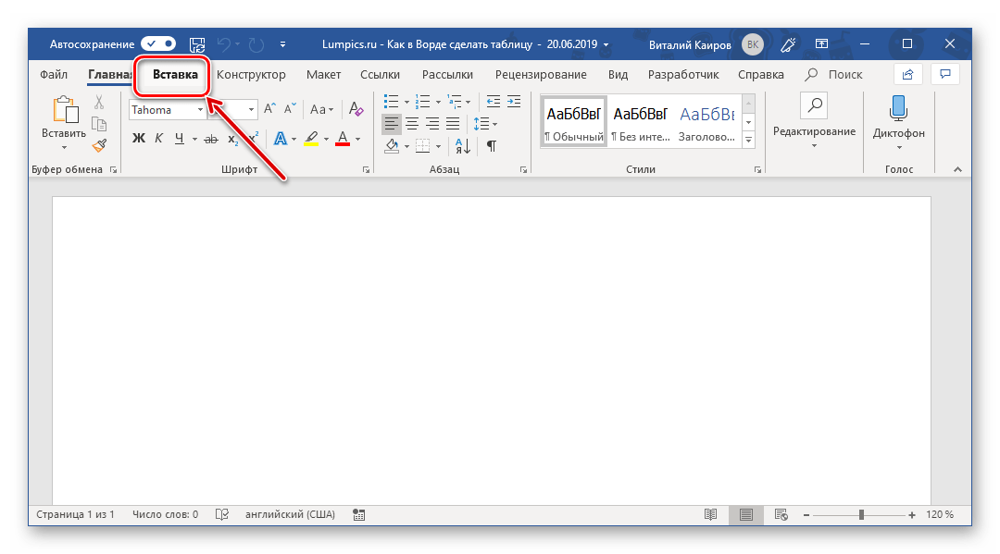 Автосохранение Lumpics.ru - Как в Ворде сделать таблицу - 20.06.2019 Виталий Каиров ВК
Файл Главная Вставка Конструктор Макет Ссылки Рассылки Рецензирование Вид Разработчик Справка Поиск
Tahoma Aa
Вставить
Ж К Ч ab x₂ x² A A
АаБбВвГ АаБбВвГ АаБбВв
¶ Обычный ¶ Без инте... Заголово...
Редактирование Диктофон
Буфер обмена Шрифт Абзац Стили Голос
Страница 1 из 1 Число слов: 0 английский (США) 120 %